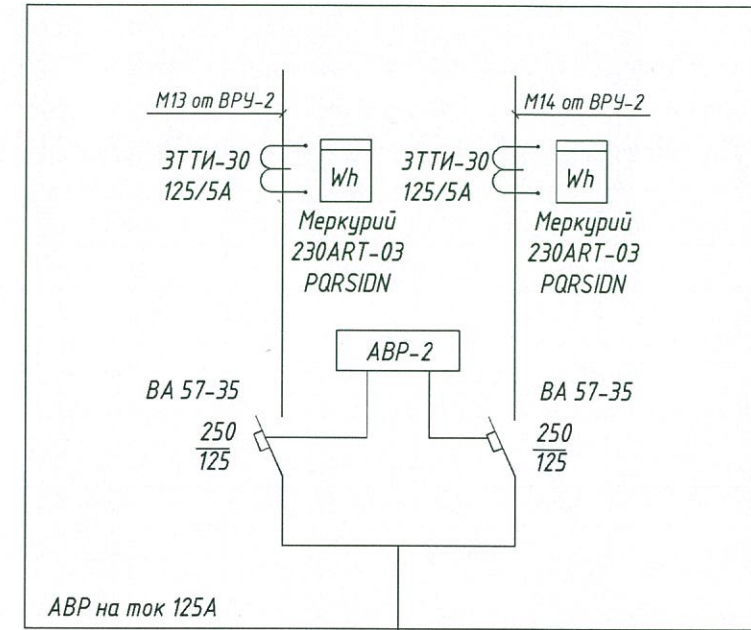 М13 от ВРУ-2
М14 от ВРУ-2
3ТТИ-30
125/5А
Wh
Меркурий
230ART-03
PQRSIDN
3ТТИ-30
125/5А
Wh
Меркурий
230ART-03
PQRSIDN
АВР-2
ВА 57-35
250
125
ВА 57-35
250
125
АВР на ток 125А